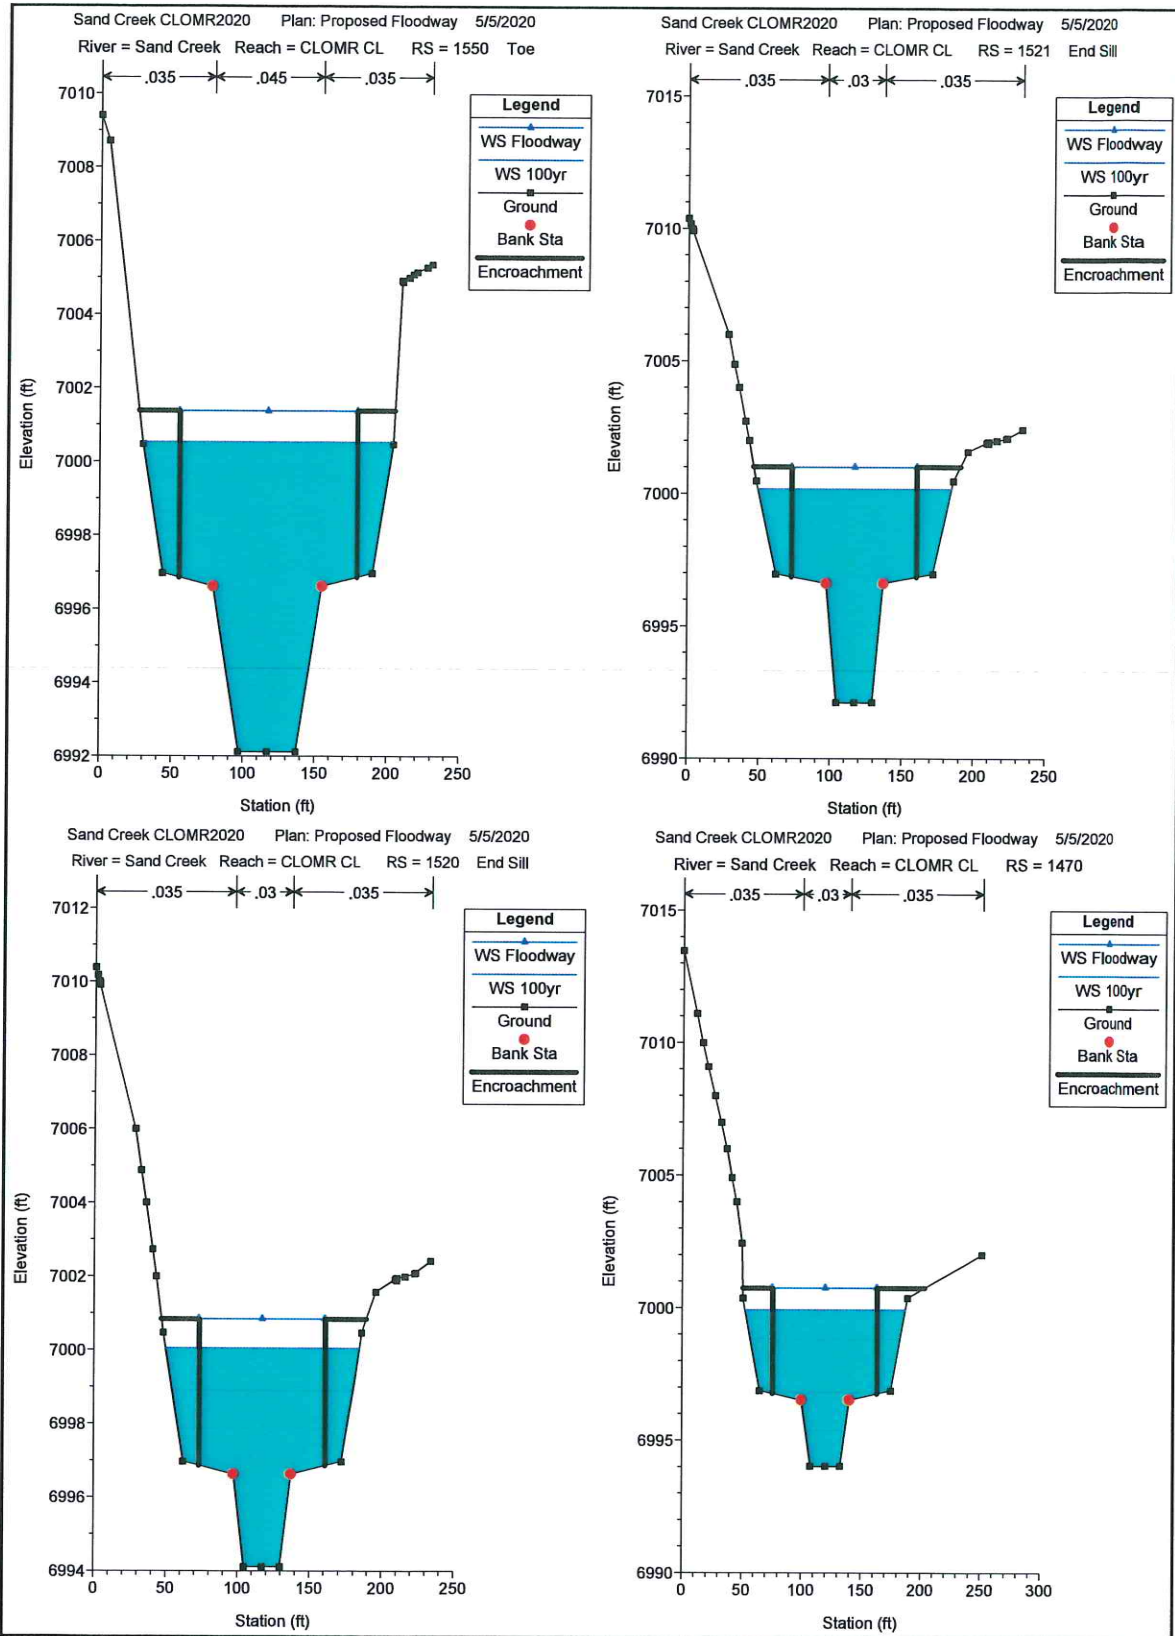 Sand Creek CLOMR2020 Plan: Proposed Floodway 5/5/2020
River = Sand Creek Reach = CLOMR CL RS = 1550 Toe
.035 .045 .035
7010
7008
7006
7004
7002
7000
6998
6996
6994
6992
Elevation (ft)
0 50 100 150 200 250
Station (ft)
Legend
WS Floodway
WS 100yr
Ground
Bank Sta
Encroachment
Sand Creek CLOMR2020 Plan: Proposed Floodway 5/5/2020
River = Sand Creek Reach = CLOMR CL RS = 1521 End Sill
.035 .03 .035
7015
7010
7005
7000
6995
6990
Elevation (ft)
0 50 100 150 200 250
Station (ft)
Legend
WS Floodway
WS 100yr
Ground
Bank Sta
Encroachment
Sand Creek CLOMR2020 Plan: Proposed Floodway 5/5/2020
River = Sand Creek Reach = CLOMR CL RS = 1520 End Sill
.035 .03 .035
7012
7010
7008
7006
7004
7002
7000
6998
6996
6994
Elevation (ft)
0 50 100 150 200 250
Station (ft)
Legend
WS Floodway
WS 100yr
Ground
Bank Sta
Encroachment
Sand Creek CLOMR2020 Plan: Proposed Floodway 5/5/2020
River = Sand Creek Reach = CLOMR CL RS = 1470
.035 .03 .035
7015
7010
7005
7000
6995
6990
Elevation (ft)
0 50 100 150 200 250 300
Station (ft)
Legend
WS Floodway
WS 100yr
Ground
Bank Sta
Encroachment